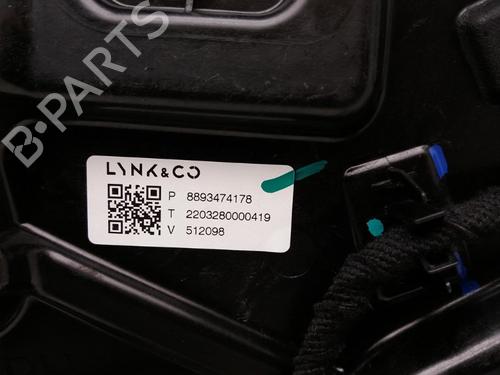 B-PARTS
LYNK&CO
P 8893474178
T 2203280000419
V 512098